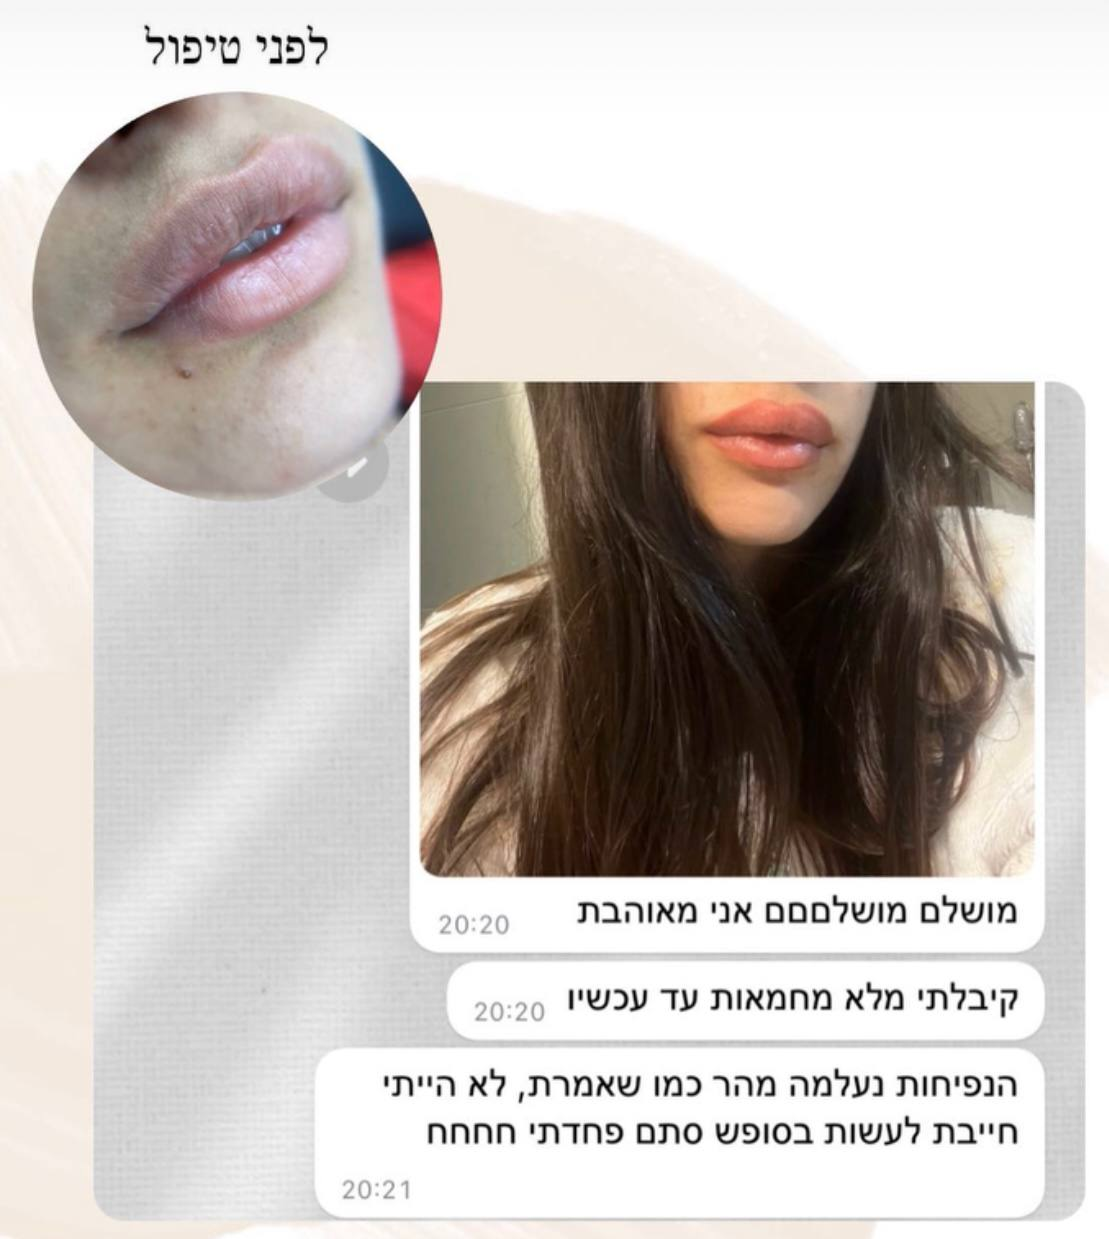 לפני טיפול
מושלם מושלםםם אני מאוהבת
20:20
קיבלתי מלא מחמאות עד עכשיו
20:20
הנפיחות נעלמה מהר כמו שאמרת, לא הייתי
חייבת לעשות בסופש סתם פחדתי חחחח
20:21